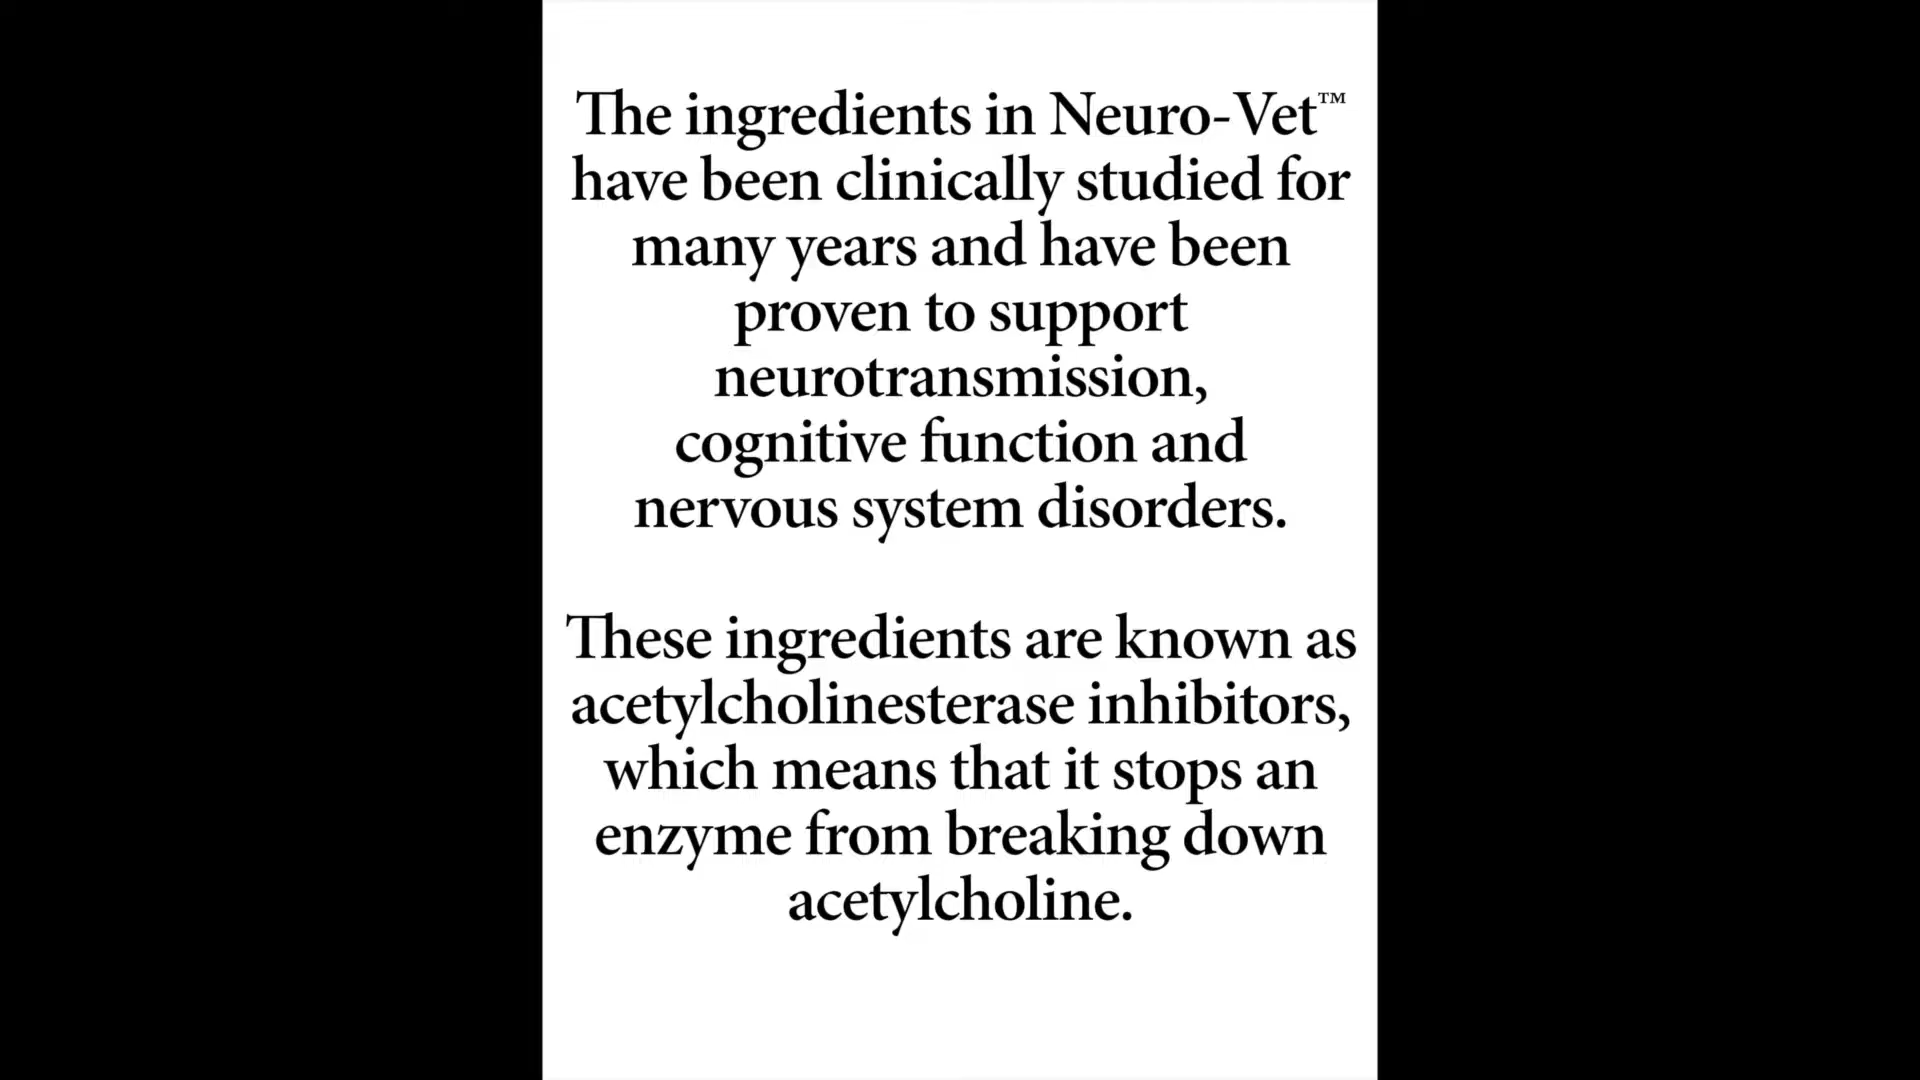 The ingredients in Neuro-Vet™
have been clinically studied for
many years and have been
proven to support
neurotransmission,
cognitive function and
nervous system disorders.
These ingredients are known as
acetylcholinesterase inhibitors,
which means that it stops an
enzyme from breaking down
acetylcholine.